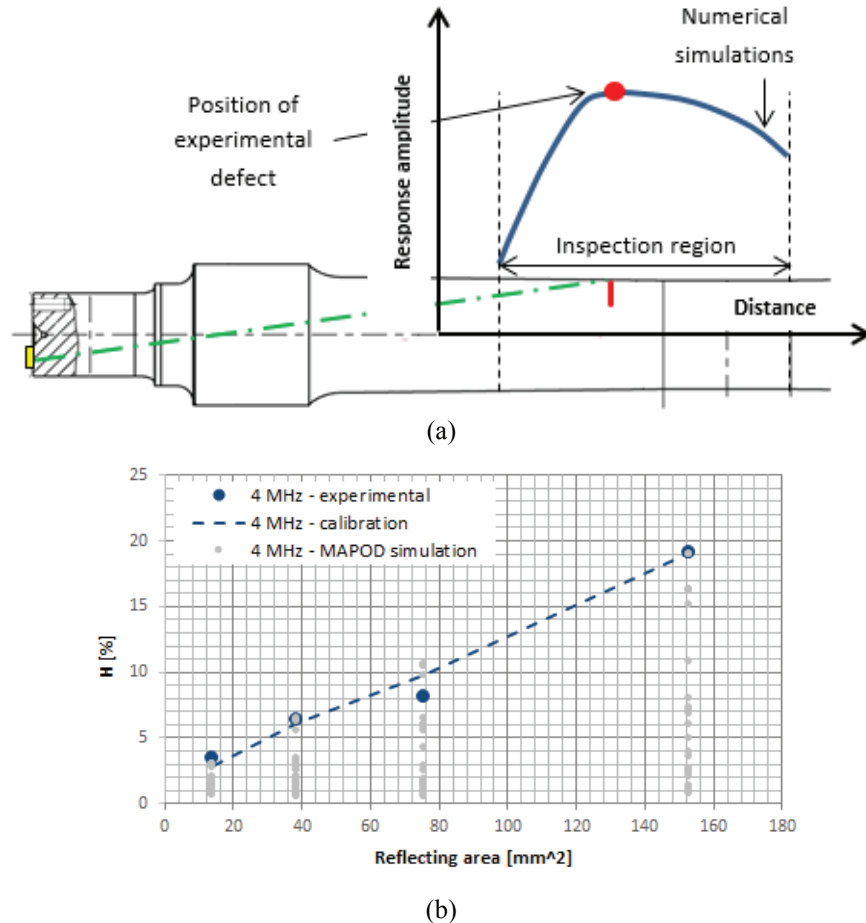 Numerical
simulations
Position of
experimental
defect
Response amplitude
Inspection region
Distance
(a)
25
20
15
10
5
0
H [%]
4 MHz - experimental
4 MHz - calibration
4 MHz - MAPOD simulation
0 20 40 60 80 100 120 140 160 180
Reflecting area [mm^2]
(b)